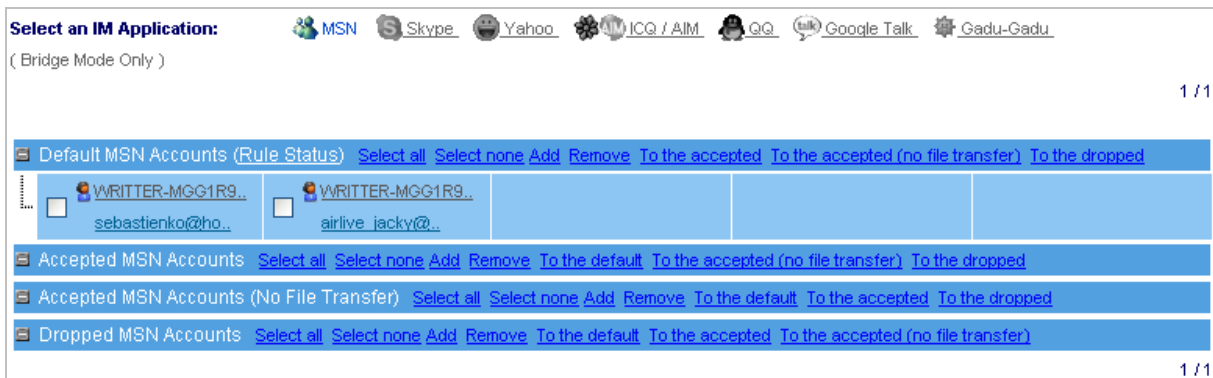 Select an IM Application: MSN Skype Yahoo ICQ / AIM QQ Google Talk Gadu-Gadu
( Bridge Mode Only )
1 / 1
Default MSN Accounts (Rule Status) Select all Select none Add Remove To the accepted To the accepted (no file transfer) To the dropped
WRITTER-MGG1R9.. WRITTER-MGG1R9..
sebastienko@ho.. airlive_jacky@..
Accepted MSN Accounts Select all Select none Add Remove To the default To the accepted (no file transfer) To the dropped
Accepted MSN Accounts (No File Transfer) Select all Select none Add Remove To the default To the accepted To the dropped
Dropped MSN Accounts Select all Select none Add Remove To the default To the accepted To the accepted (no file transfer)
1 / 1